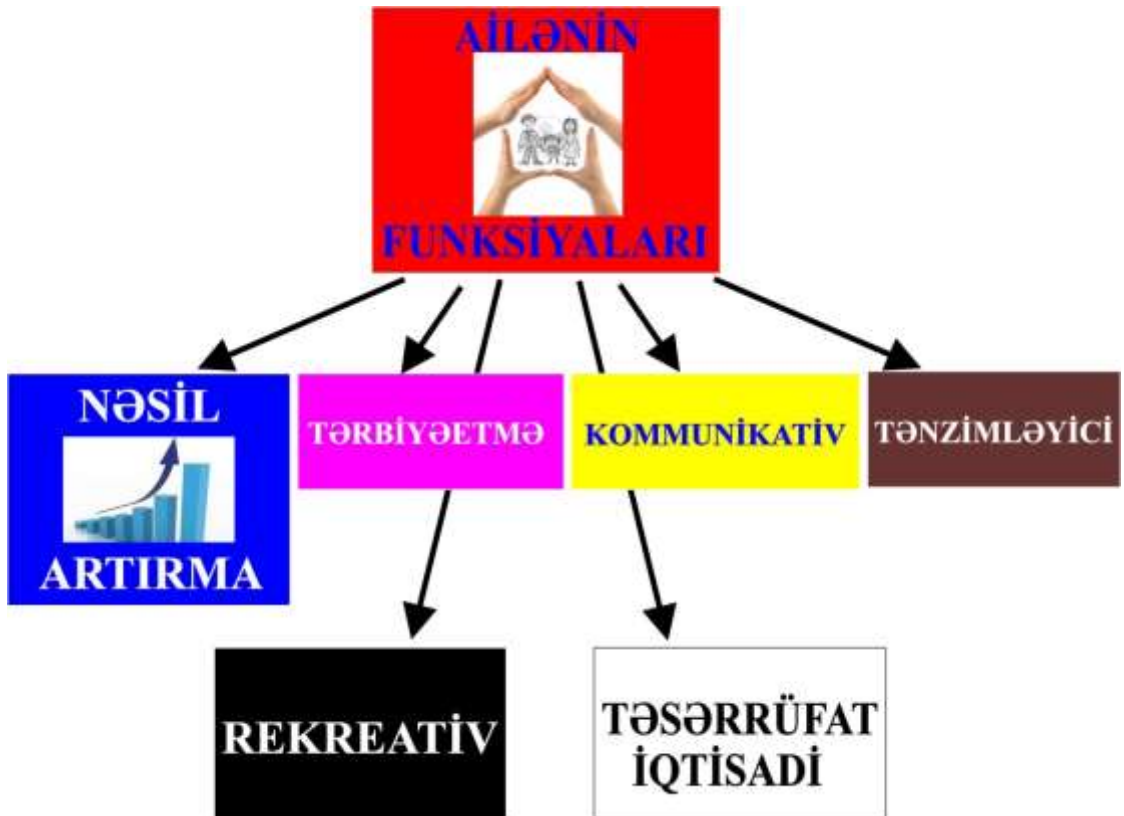 AİLƏNİN
FUNKSİYALARI
NƏSİL
ARTIRMA
TƏRBİYƏETMƏ
KOMMUNİKATİV
TƏNZİMLƏYİCİ
REKREATİV
TƏSƏRRÜFAT
İQTİSADİ